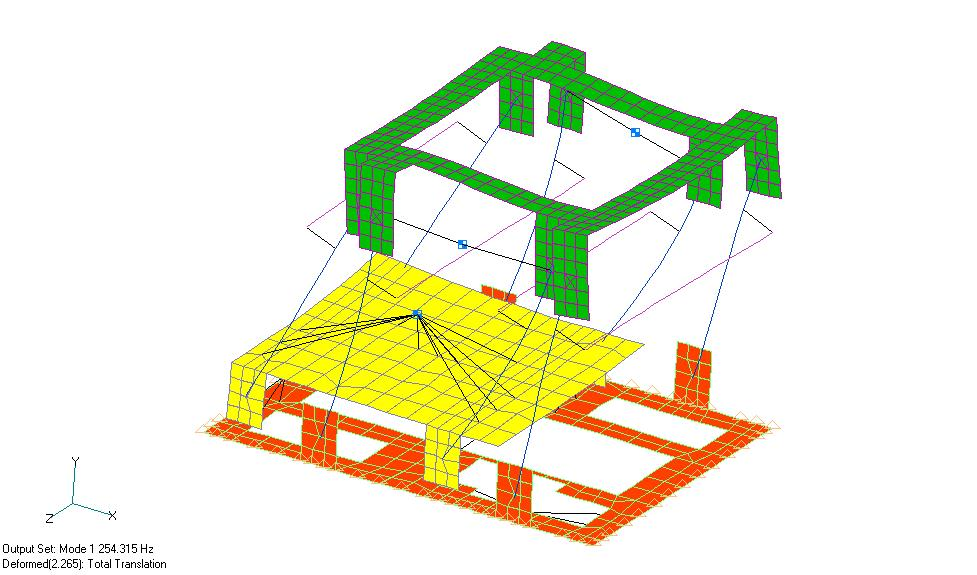 Y
Z
X
Output Set: Mode 1 254.315 Hz
Deformed(2.265): Total Translation